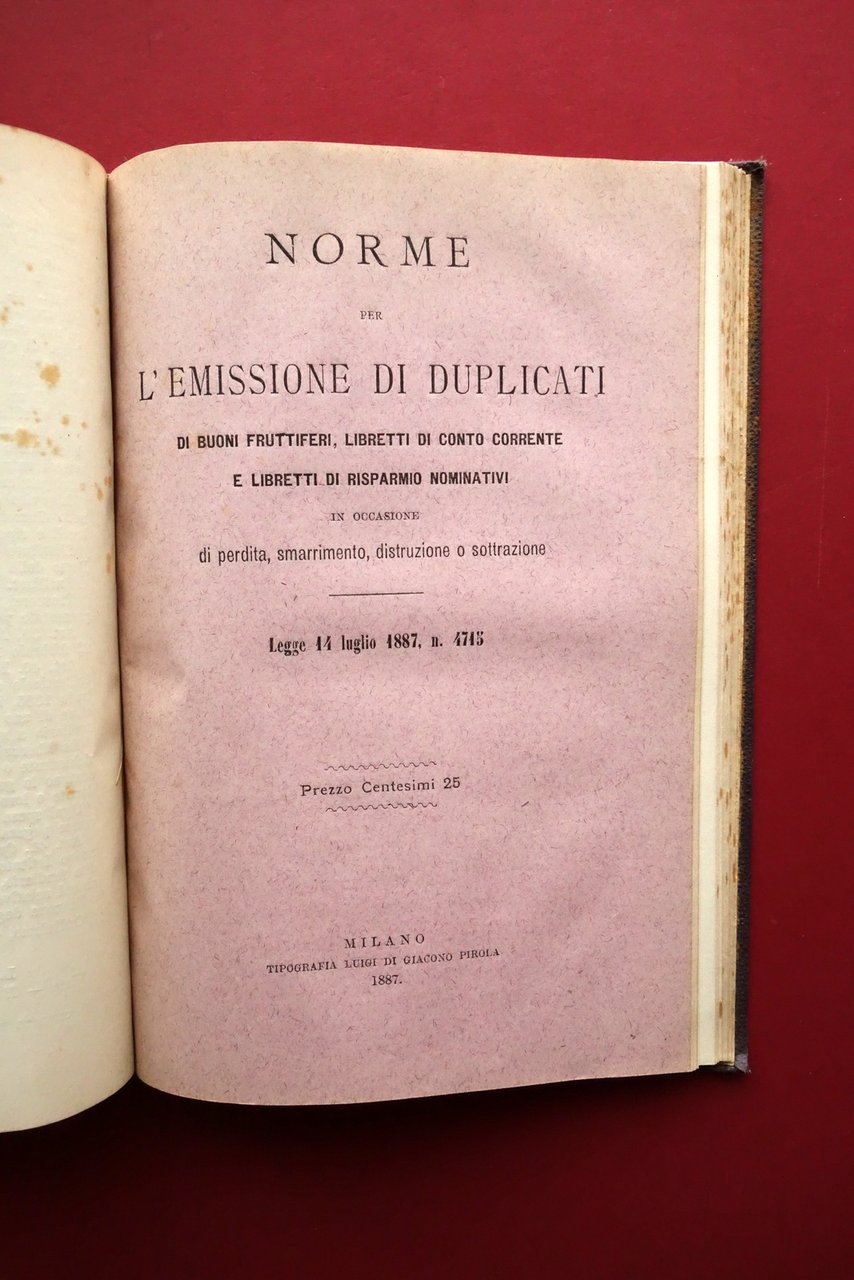 NORME
PER
L'EMISSIONE DI DUPLICATI
DI BUONI FRUTTIFERI, LIBRETTI DI CONTO CORRENTE
E LIBRETTI DI RISPARMIO NOMINATIVI
IN OCCASIONE
di perdita, smarrimento, distruzione o sottrazione
Legge 14 luglio 1887, n. 4715
Prezzo Centesimi 25
MILANO
TIPOGRAFIA LUIGI DI GIACOMO PIROLA
1887.